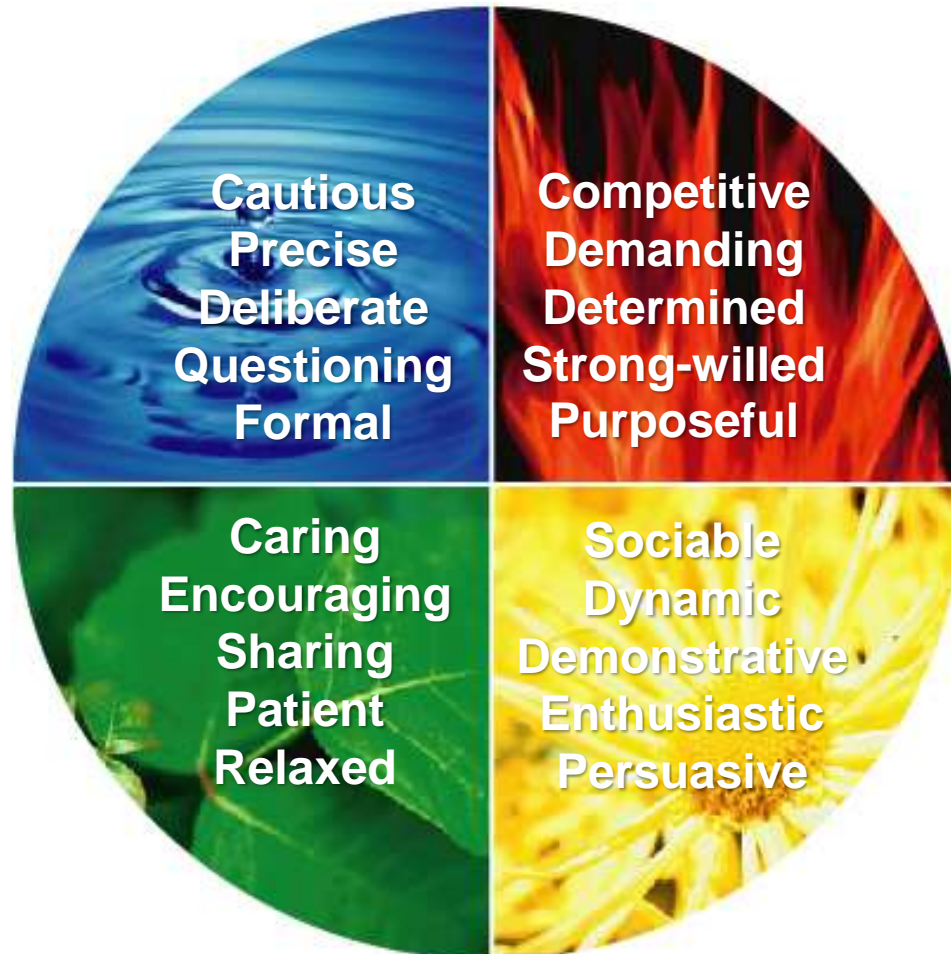 Cautious
Precise
Deliberate
Questioning
Formal
Competitive
Demanding
Determined
Strong-willed
Purposeful
Caring
Encouraging
Sharing
Patient
Relaxed
Sociable
Dynamic
Demonstrative
Enthusiastic
Persuasive